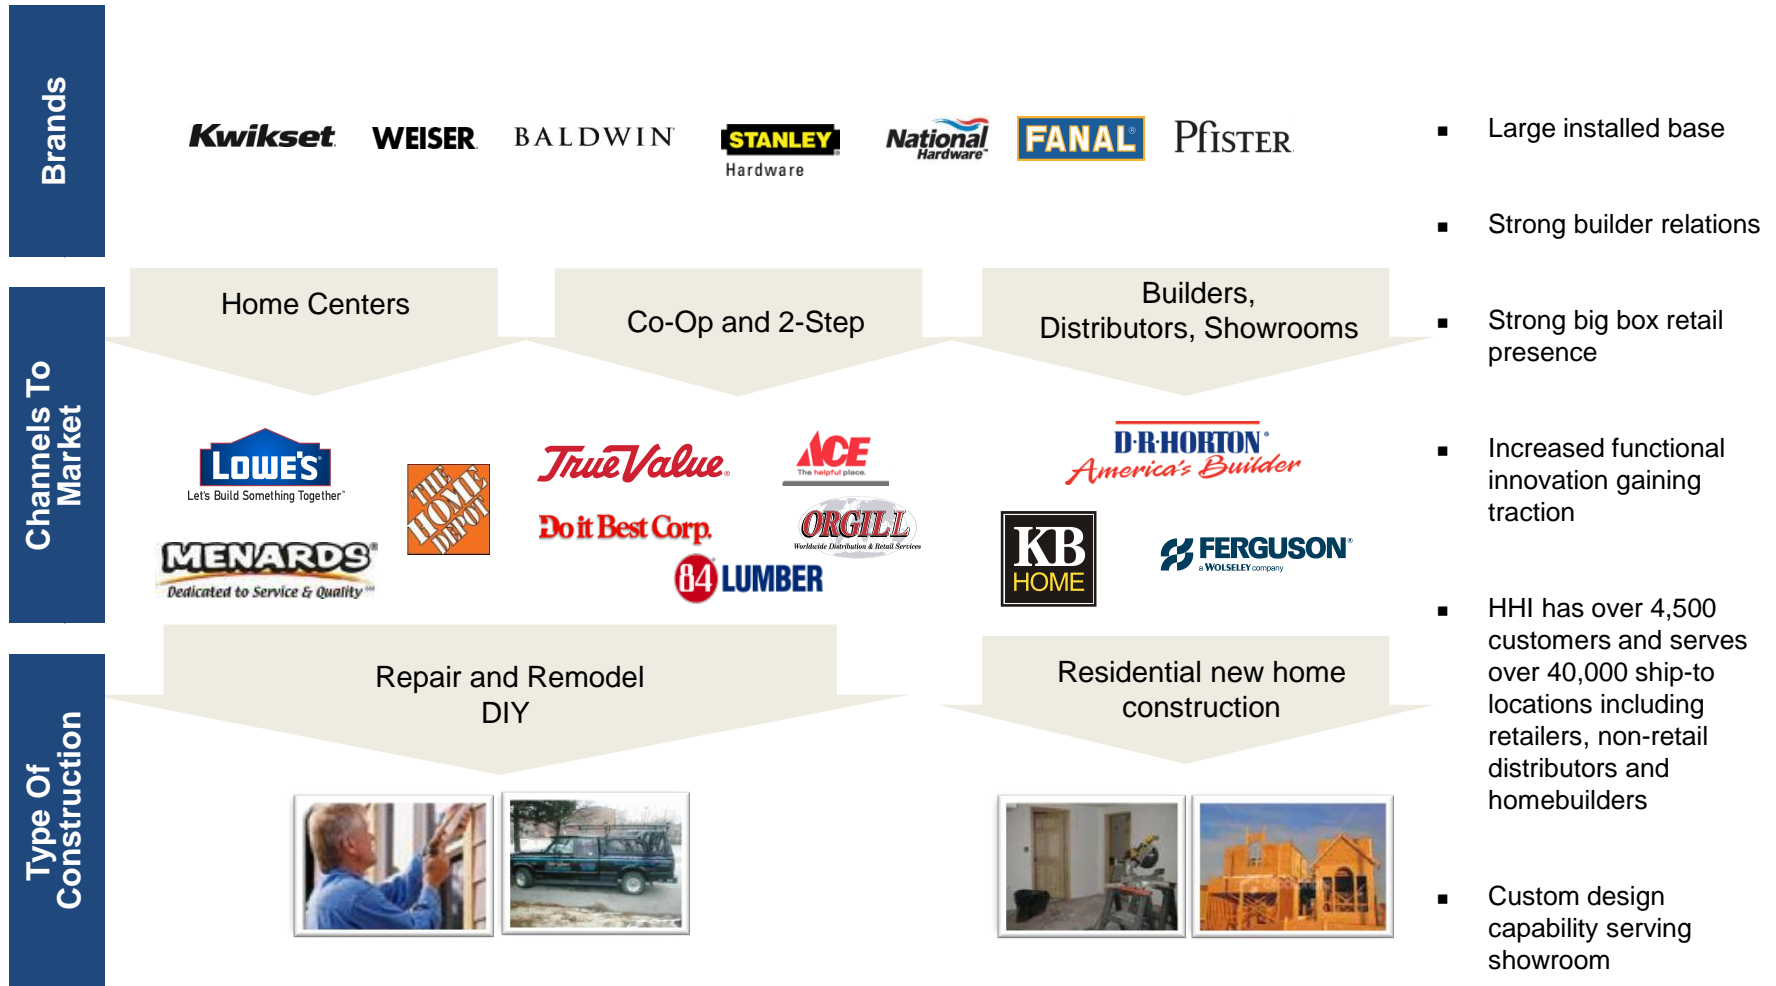 Brands
Kwikset
WEISER
BALDWIN
STANLEY
Hardware
National
Hardware™
FANAL®
Pfister
Home Centers
Co-Op and 2-Step
Builders,
Distributors, Showrooms
Channels To
Market
LOWE'S
Let's Build Something Together™
THE
HOME
DEPOT
MENARDS®
Dedicated to Service & Quality℠
True Value®
ACE
The helpful place.
Do it Best Corp.
ORGILL
Worldwide Distribution & Retail Services
84 LUMBER
D·R·HORTON®
America's Builder
KB
HOME
FERGUSON®
a WOLSELEY company
Type Of
Construction
Repair and Remodel
DIY
Residential new home
construction
▪ Large installed base
▪ Strong builder relations
▪ Strong big box retail
presence
▪ Increased functional
innovation gaining
traction
▪ HHI has over 4,500
customers and serves
over 40,000 ship-to
locations including
retailers, non-retail
distributors and
homebuilders
▪ Custom design
capability serving
showroom